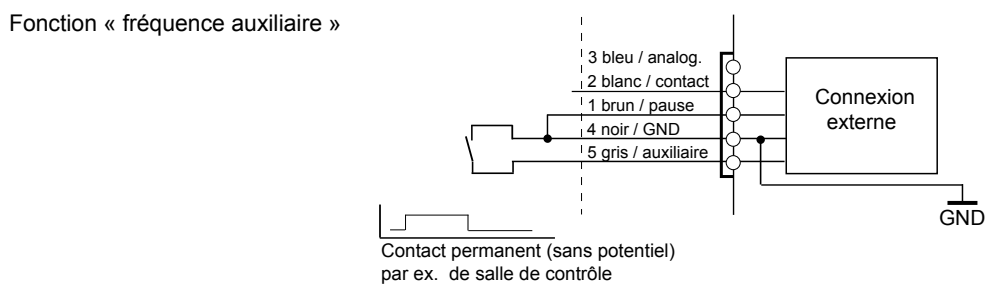 Fonction « fréquence auxiliaire »
3 bleu / analog.
2 blanc / contact
1 brun / pause
4 noir / GND
5 gris / auxiliaire
Connexion
externe
GND
Contact permanent (sans potentiel)
par ex. de salle de contrôle